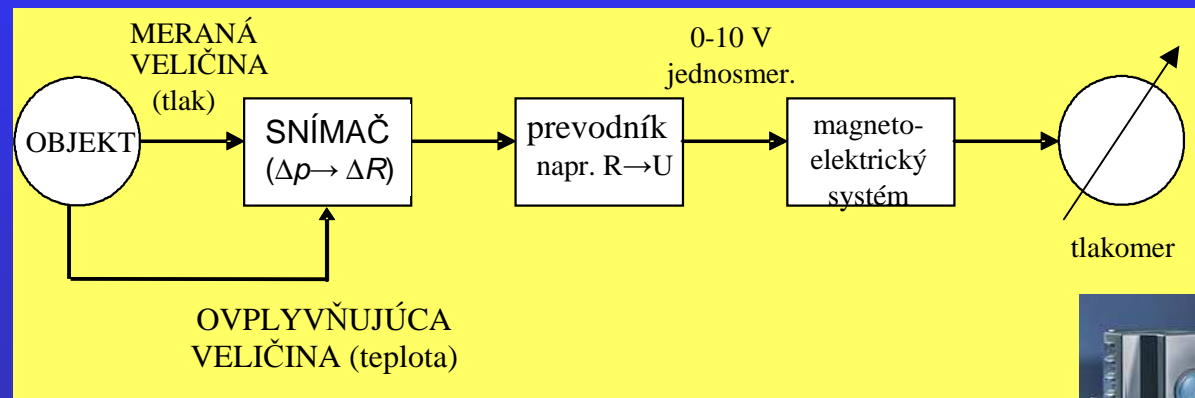 MERANÁ
VELIČINA
(tlak)
0-10 V
jednosmer.
OBJEKT
SNÍMAČ
(Δp→ ΔR)
prevodník
napr. R→U
magneto-
elektrický
systém
tlakomer
OVPLYVŇUJÚCA
VELIČINA (teplota)